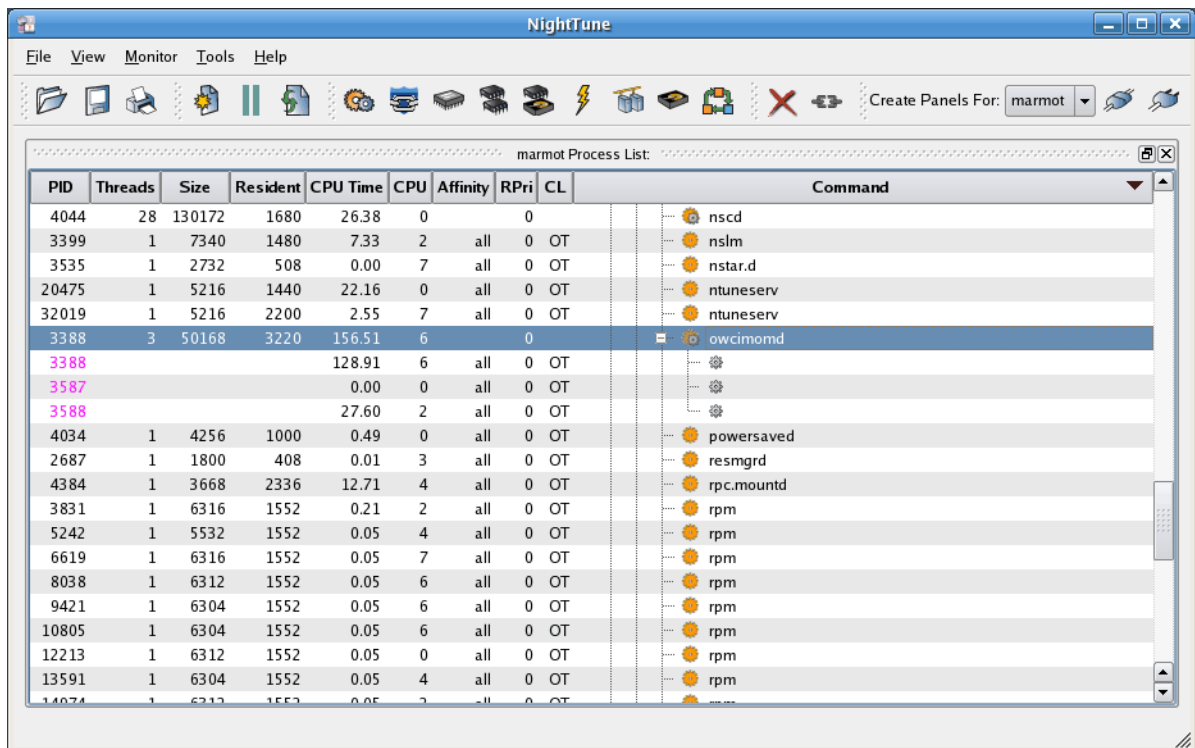 NightTune
File View Monitor Tools Help
Create Panels For: marmot
marmot Process List:
PID Threads Size Resident CPU Time CPU Affinity RPri CL Command
4044 28 130172 1680 26.38 0 0 nscd
3399 1 7340 1480 7.33 2 all 0 OT nslm
3535 1 2732 508 0.00 7 all 0 OT nstar.d
20475 1 5216 1440 22.16 0 all 0 OT ntuneserv
32019 1 5216 2200 2.55 7 all 0 OT ntuneserv
3388 3 50168 3220 156.51 6 0 owcimomd
3388 128.91 6 all 0 OT
3587 0.00 0 all 0 OT
3588 27.60 2 all 0 OT
4034 1 4256 1000 0.49 0 all 0 OT powersaved
2687 1 1800 408 0.01 3 all 0 OT resmgrd
4384 1 3668 2336 12.71 4 all 0 OT rpc.mountd
3831 1 6316 1552 0.21 2 all 0 OT rpm
5242 1 5532 1552 0.05 4 all 0 OT rpm
6619 1 6316 1552 0.05 7 all 0 OT rpm
8038 1 6312 1552 0.05 6 all 0 OT rpm
9421 1 6304 1552 0.05 6 all 0 OT rpm
10805 1 6304 1552 0.05 6 all 0 OT rpm
12213 1 6312 1552 0.05 0 all 0 OT rpm
13591 1 6304 1552 0.05 4 all 0 OT rpm